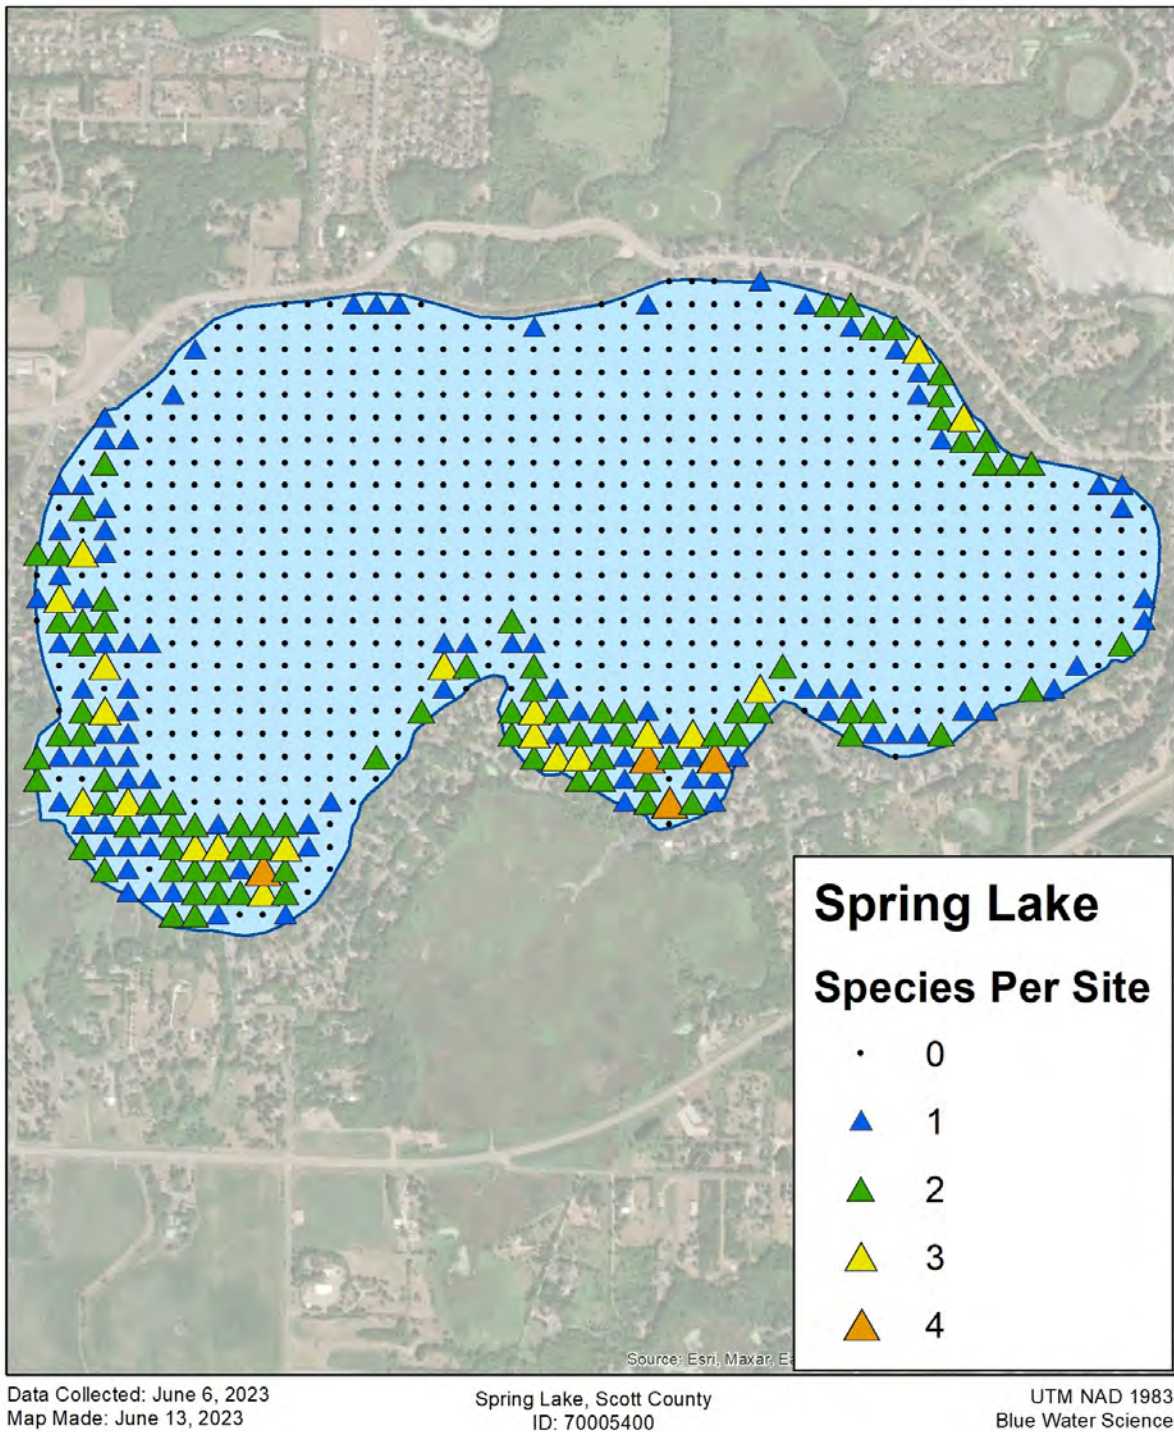 Spring Lake
Species Per Site
0
1
2
3
4
Source: Esri, Maxar,
Data Collected: June 6, 2023
Map Made: June 13, 2023
Spring Lake, Scott County
ID: 70005400
UTM NAD 1983
Blue Water Science